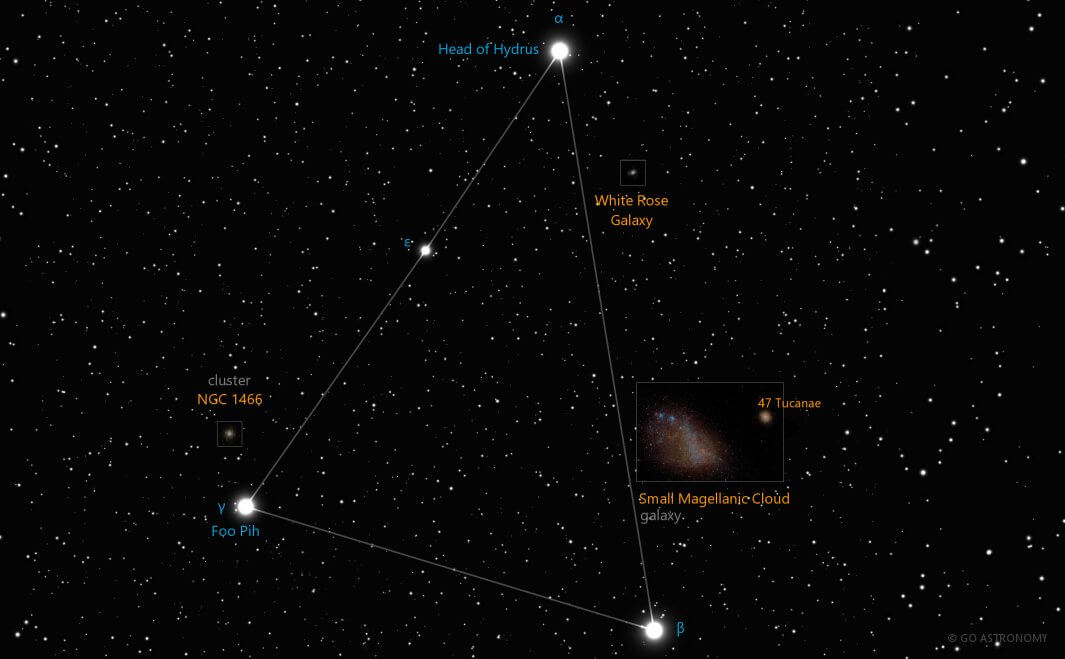 α
Head of Hydrus
White Rose
Galaxy
ε
cluster
NGC 1466
47 Tucanae
Small Magellanic Cloud
galaxy
γ
Foo Pih
β
© GO ASTRONOMY